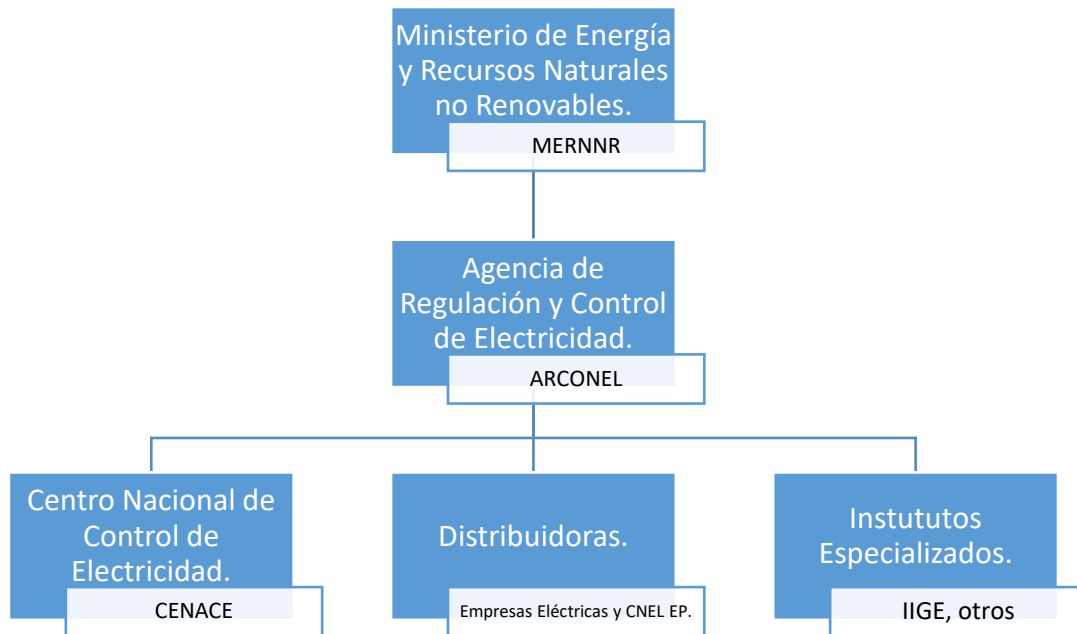 Ministerio de Energía
y Recursos Naturales
no Renovables.
MERNNR
Agencia de
Regulación y Control
de Electricidad.
ARCONEL
Centro Nacional de
Control de
Electricidad.
CENACE
Distribuidoras.
Empresas Eléctricas y CNEL EP.
Instututos
Especializados.
IIGE, otros